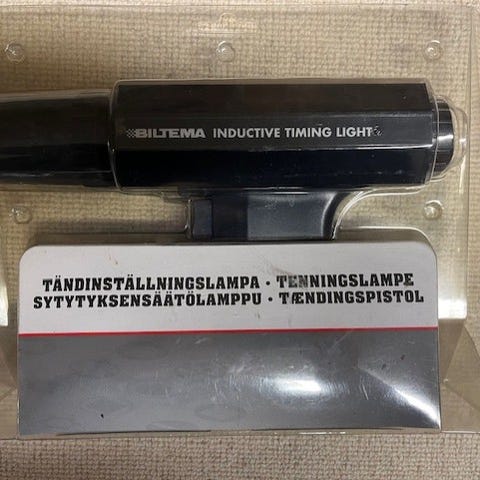 BILTEMA INDUCTIVE TIMING LIGHT
TÄNDINSTÄLLNINGSLAMPA · TENNINGSLAMPE
SYTYTYKSENSÄÄTÖLAMPPU · TÆNDINGSPISTOL